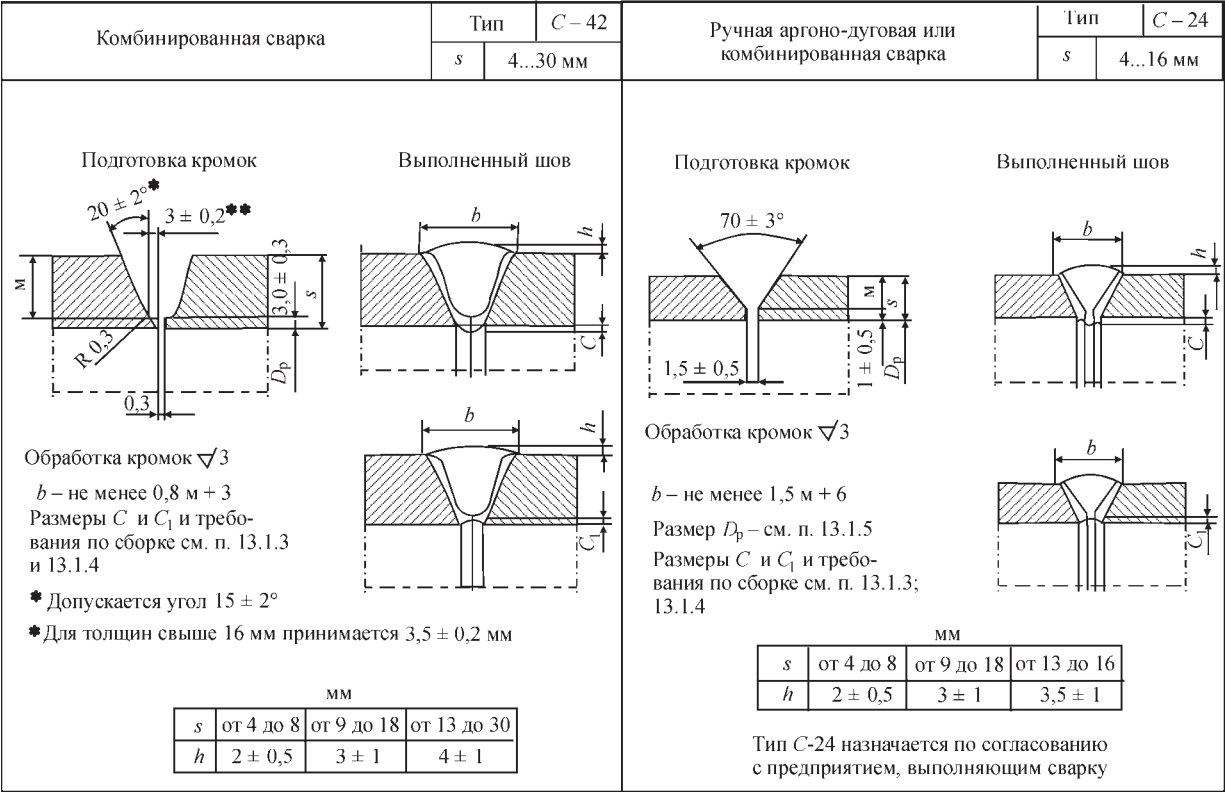 Комбинированная сварка
Тип
С – 42
s
4...30 мм
Подготовка кромок
Выполненный шов
20 ± 2°*
3 ± 0,2**
м
3,0 ± 0,3
s
R 0,3
Dр
0,3
b
h
C
b
h
C1
Обработка кромок ∇3
b – не менее 0,8 м + 3
Размеры С и С1 и требо-
вания по сборке см. п. 13.1.3
и 13.1.4
* Допускается угол 15 ± 2°
*Для толщин свыше 16 мм принимается 3,5 ± 0,2 мм
мм
s от 4 до 8 от 9 до 18 от 13 до 30
h 2 ± 0,5 3 ± 1 4 ± 1
Ручная аргоно-дуговая или
комбинированная сварка
Тип
С – 24
s
4...16 мм
Подготовка кромок
Выполненный шов
70 ± 3°
м
s
1,5 ± 0,5
1 ± 0,5
Dр
b
h
C
b
C1
Обработка кромок ∇3
b – не менее 1,5 м + 6
Размер Dр – см. п. 13.1.5
Размеры С и С1 и требо-
вания по сборке см. п. 13.1.3;
13.1.4
мм
s от 4 до 8 от 9 до 18 от 13 до 16
h 2 ± 0,5 3 ± 1 3,5 ± 1
Тип С-24 назначается по согласованию
с предприятием, выполняющим сварку